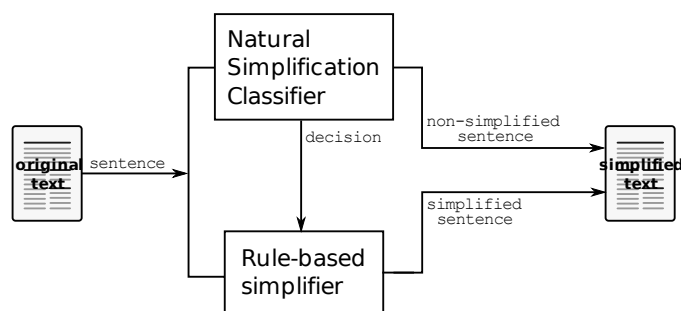 Natural
Simplification
Classifier
original
text
sentence
decision
non-simplified
sentence
simplified
text
simplified
sentence
Rule-based
simplifier